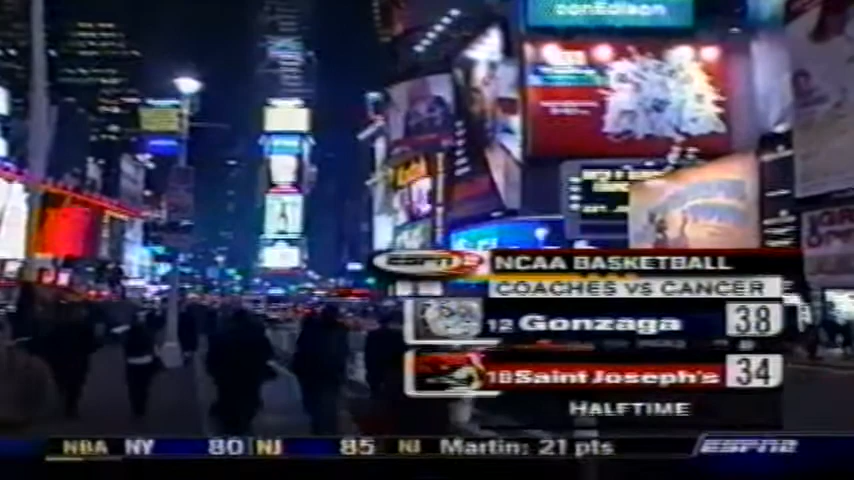 conEdison
Kodak
ESPN2 NCAA BASKETBALL
COACHES VS CANCER
12 Gonzaga 38
18 Saint Joseph's 34
HALFTIME
NBA NY 80 NJ 85 NJ Martin: 21 pts ESPN2